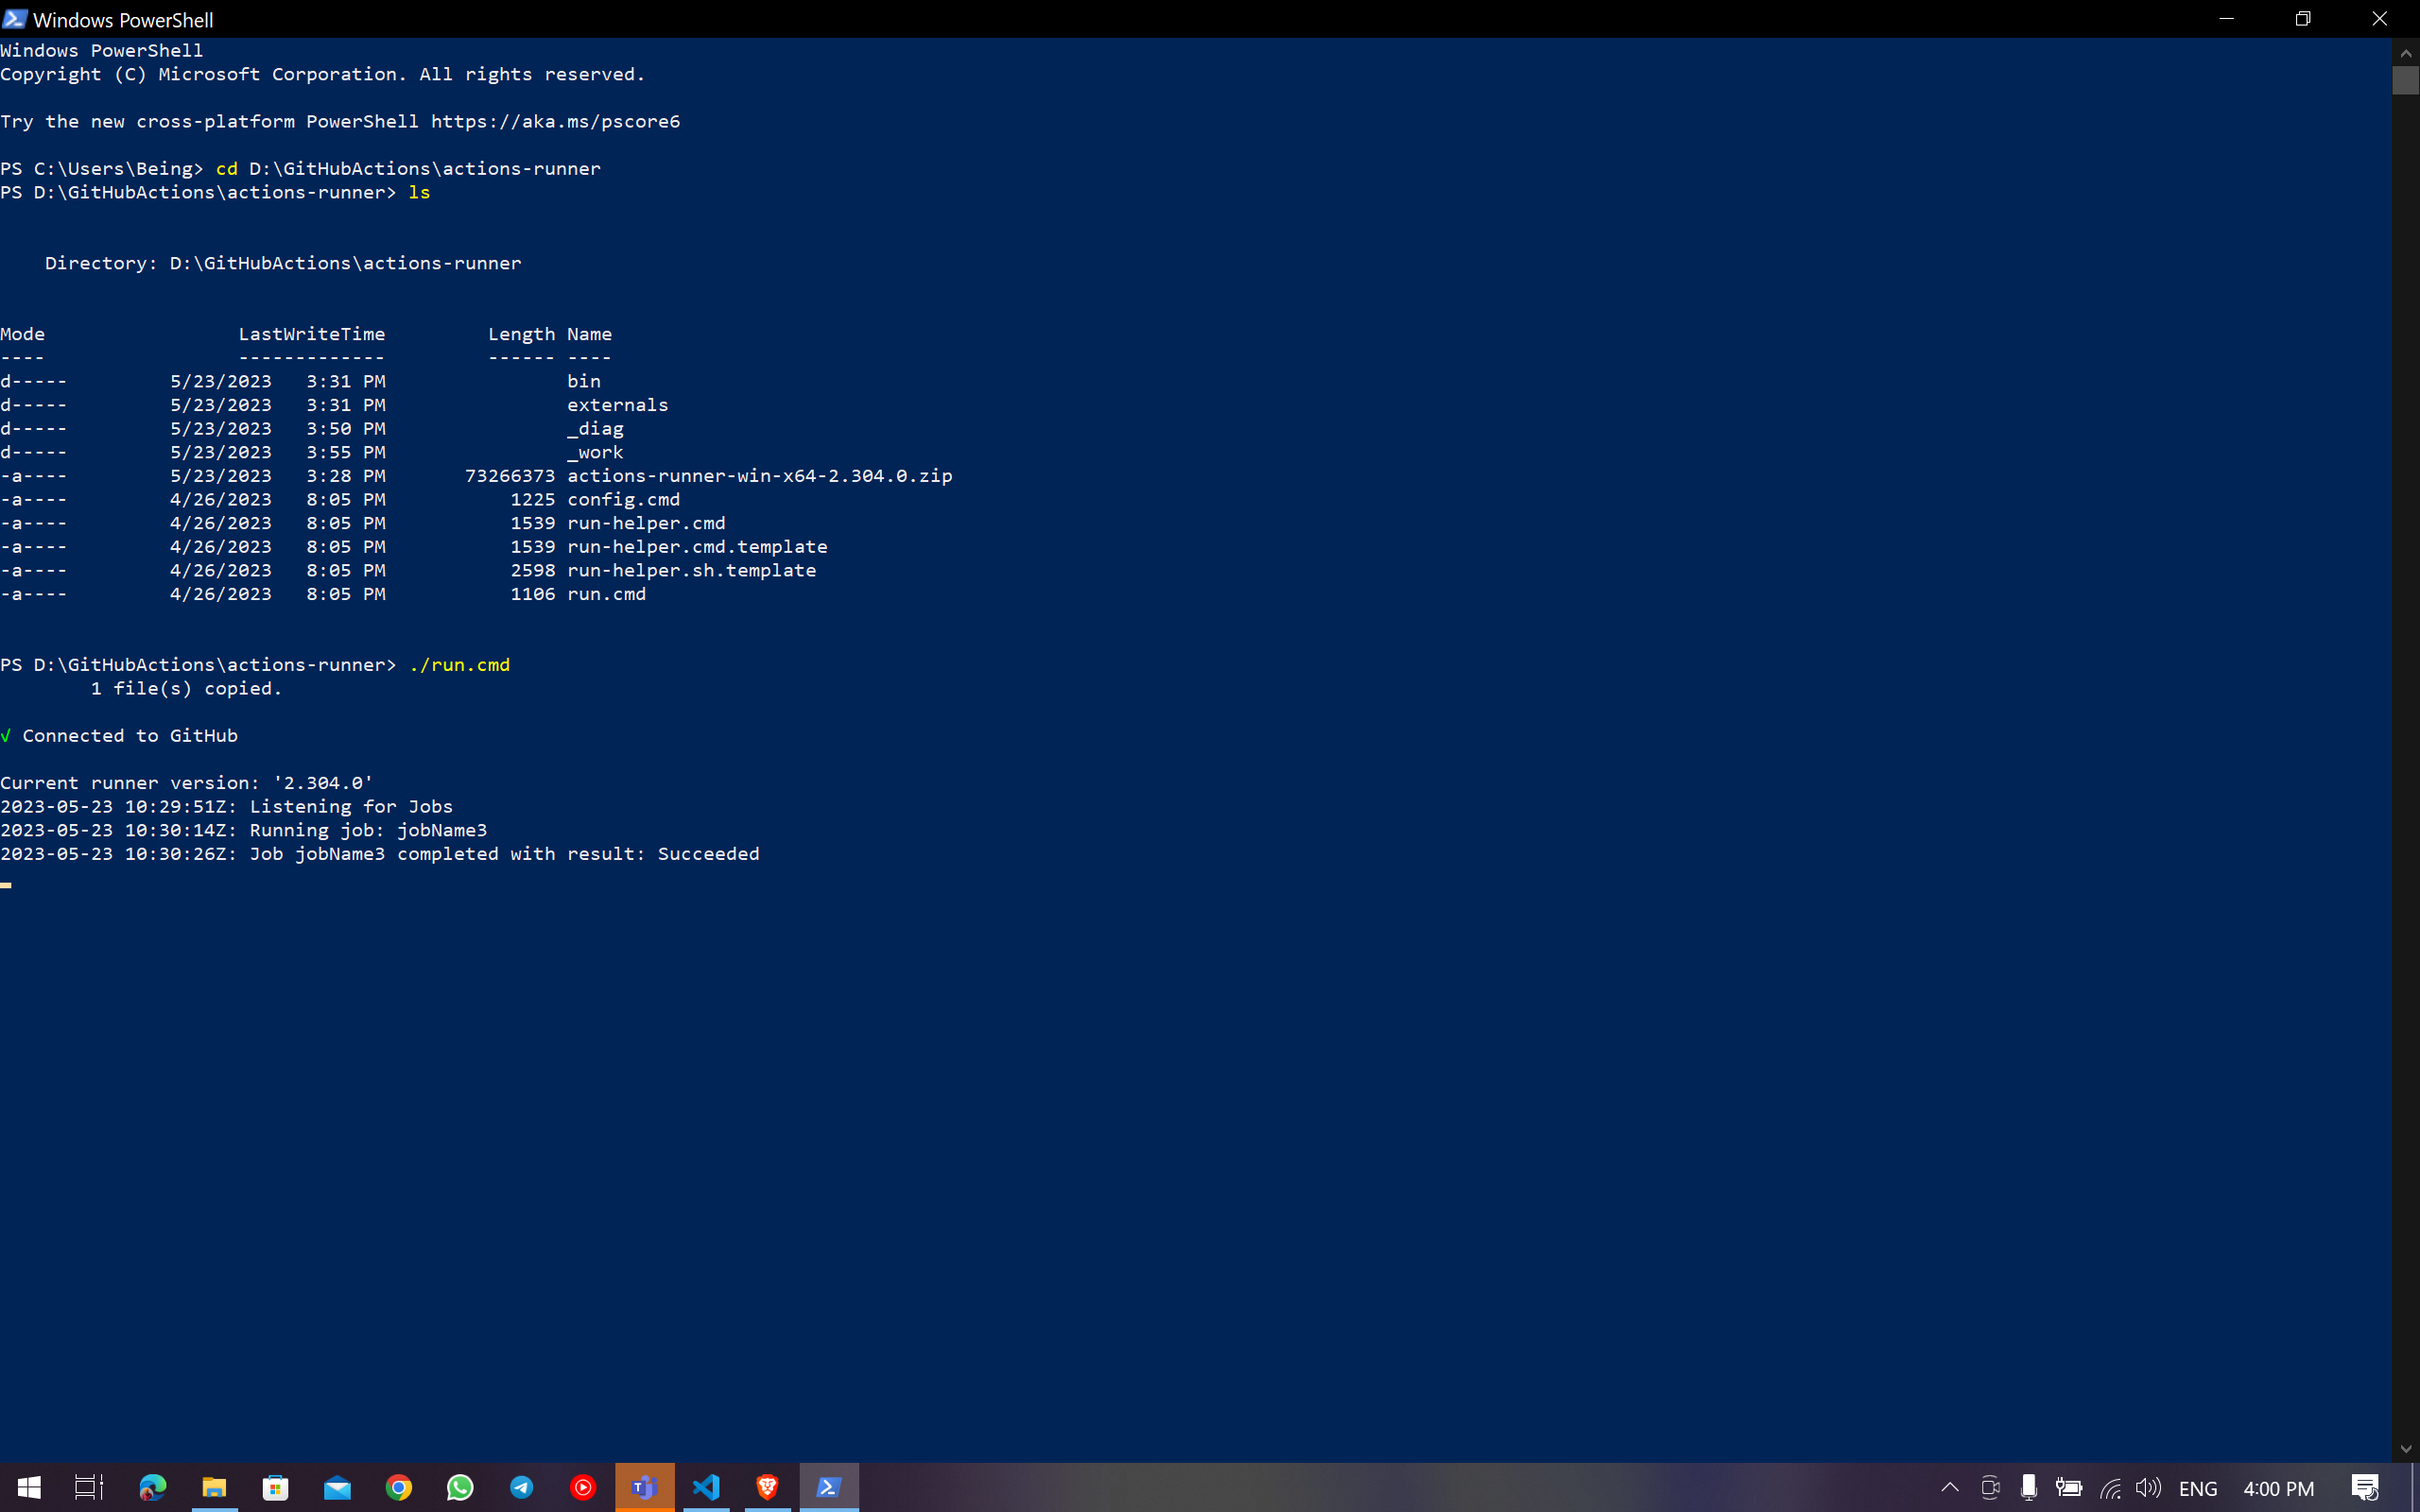 Windows PowerShell
Windows PowerShell
Copyright (C) Microsoft Corporation. All rights reserved.
Try the new cross-platform PowerShell https://aka.ms/pscore6
PS C:\Users\Being> cd D:\GitHubActions\actions-runner
PS D:\GitHubActions\actions-runner> ls
Directory: D:\GitHubActions\actions-runner
Mode                 LastWriteTime         Length Name
----                 -------------         ------ ----
d-----         5/23/2023   3:31 PM                bin
d-----         5/23/2023   3:31 PM                externals
d-----         5/23/2023   3:50 PM                _diag
d-----         5/23/2023   3:55 PM                _work
-a----         5/23/2023   3:28 PM       73266373 actions-runner-win-x64-2.304.0.zip
-a----         4/26/2023   8:05 PM           1225 config.cmd
-a----         4/26/2023   8:05 PM           1539 run-helper.cmd
-a----         4/26/2023   8:05 PM           1539 run-helper.cmd.template
-a----         4/26/2023   8:05 PM           2598 run-helper.sh.template
-a----         4/26/2023   8:05 PM           1106 run.cmd
PS D:\GitHubActions\actions-runner> ./run.cmd
        1 file(s) copied.
√ Connected to GitHub
Current runner version: '2.304.0'
2023-05-23 10:29:51Z: Listening for Jobs
2023-05-23 10:30:14Z: Running job: jobName3
2023-05-23 10:30:26Z: Job jobName3 completed with result: Succeeded
ENG 4:00 PM